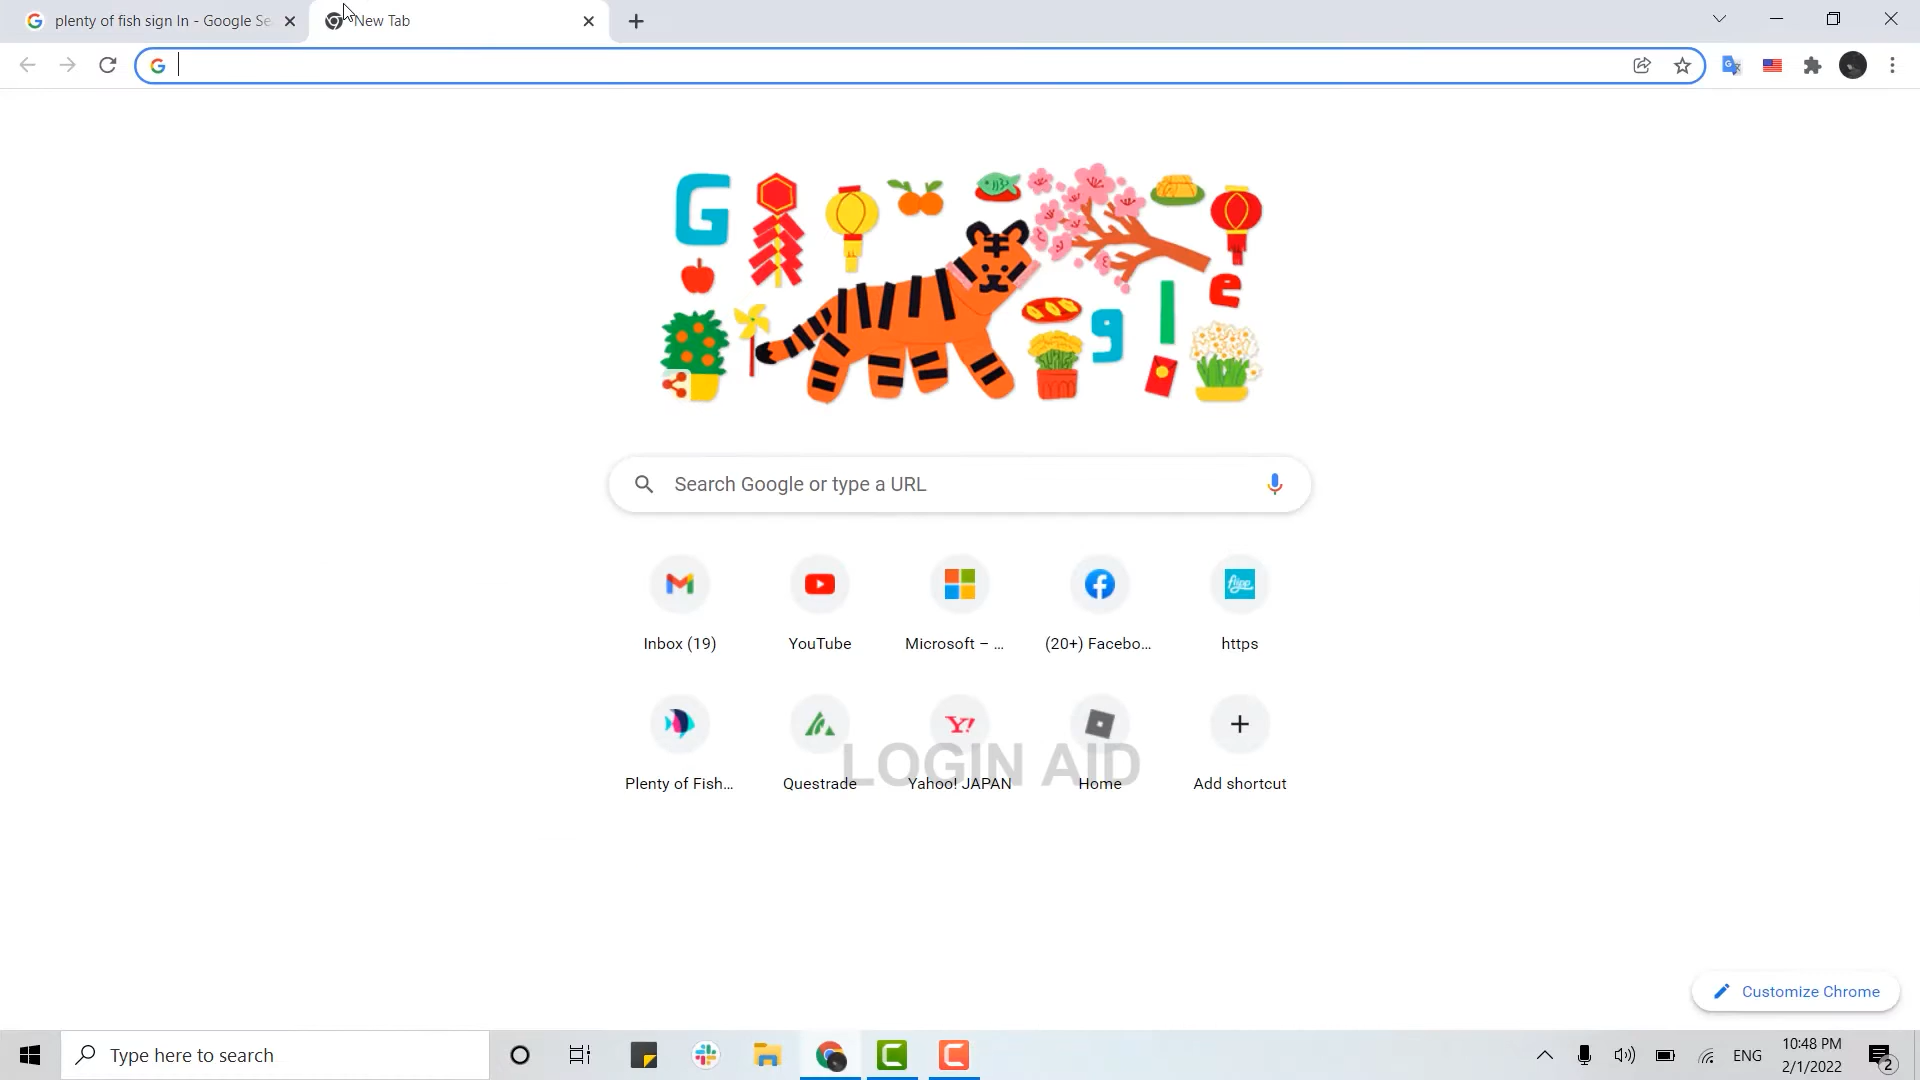 plenty of fish sign In - Google Se
New Tab
G g l e
Search Google or type a URL
Inbox (19)
YouTube
Microsoft – ...
(20+) Facebo...
https
Plenty of Fish...
Questrade
Yahoo! JAPAN
Home
Add shortcut
LOGIN AID
Customize Chrome
Type here to search
ENG
10:48 PM
2/1/2022
2